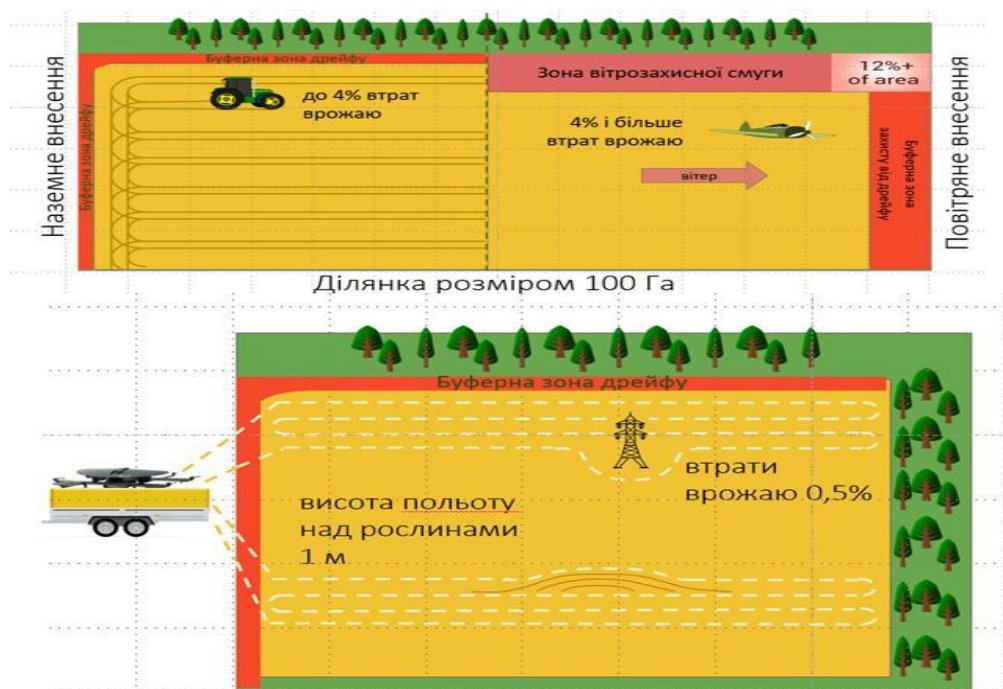 Наземне внесення
Буферна зона дрейфу
Буферна зона дрейфу
до 4% втрат
врожаю
Зона вітрозахисної смуги
12%+
of area
4% і більше
втрат врожаю
вітер
Буферна зона
захисту від дрейфу
Повітряне внесення
Ділянка розміром 100 Га
Буферна зона дрейфу
втрати
врожаю 0,5%
висота польоту
над рослинами
1 м